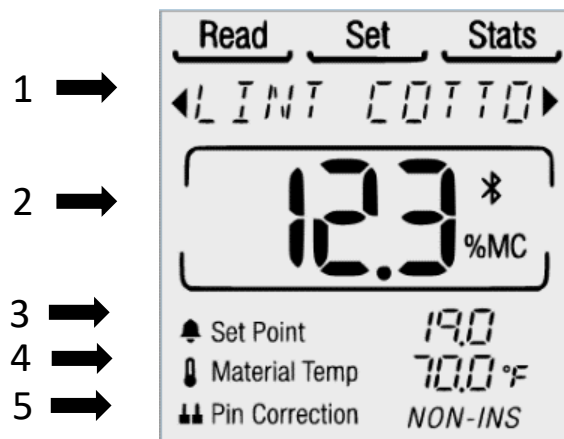 Read Set Stats
1 LINT COTTO
2 12.3 %MC
3 Set Point 19.0
4 Material Temp 70.0 °F
5 Pin Correction NON-INS